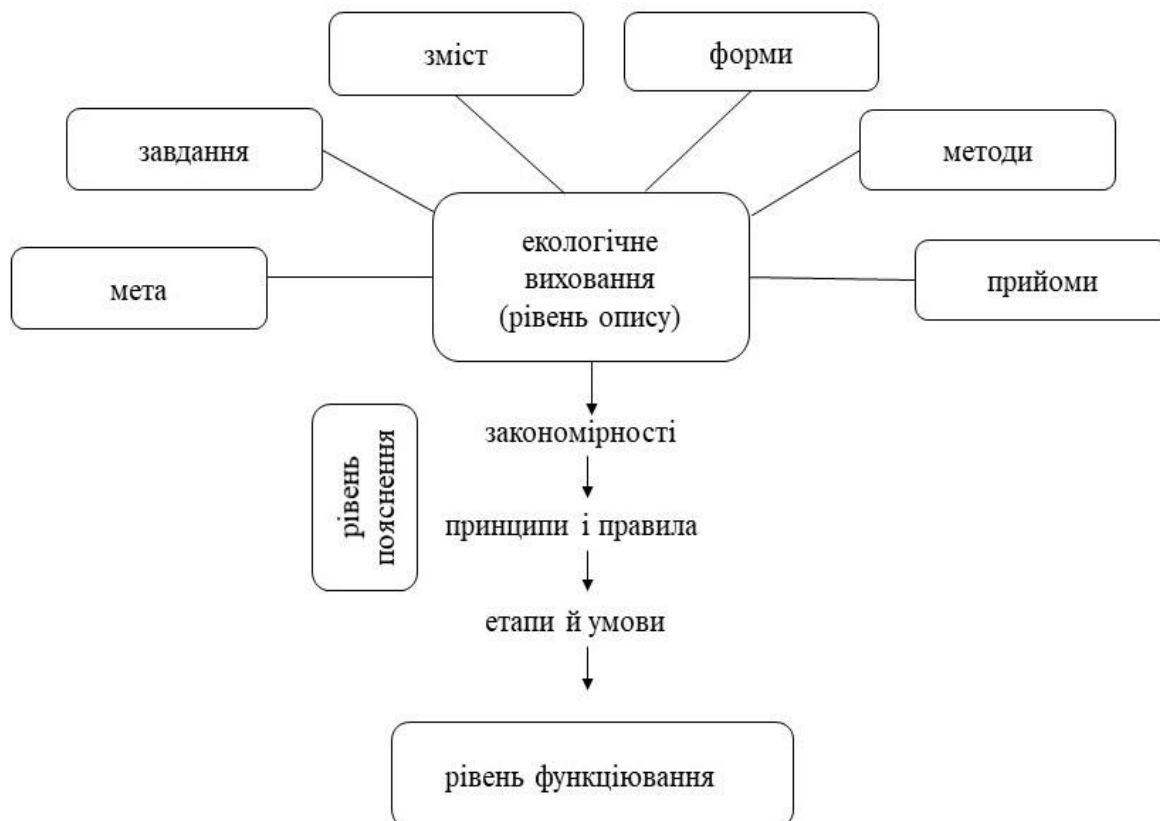 зміст
форми
завдання
методи
екологічне
виховання
(рівень опису)
мета
прийоми
рівень
пояснення
закономірності
принципи і правила
етапи й умови
рівень функціювання